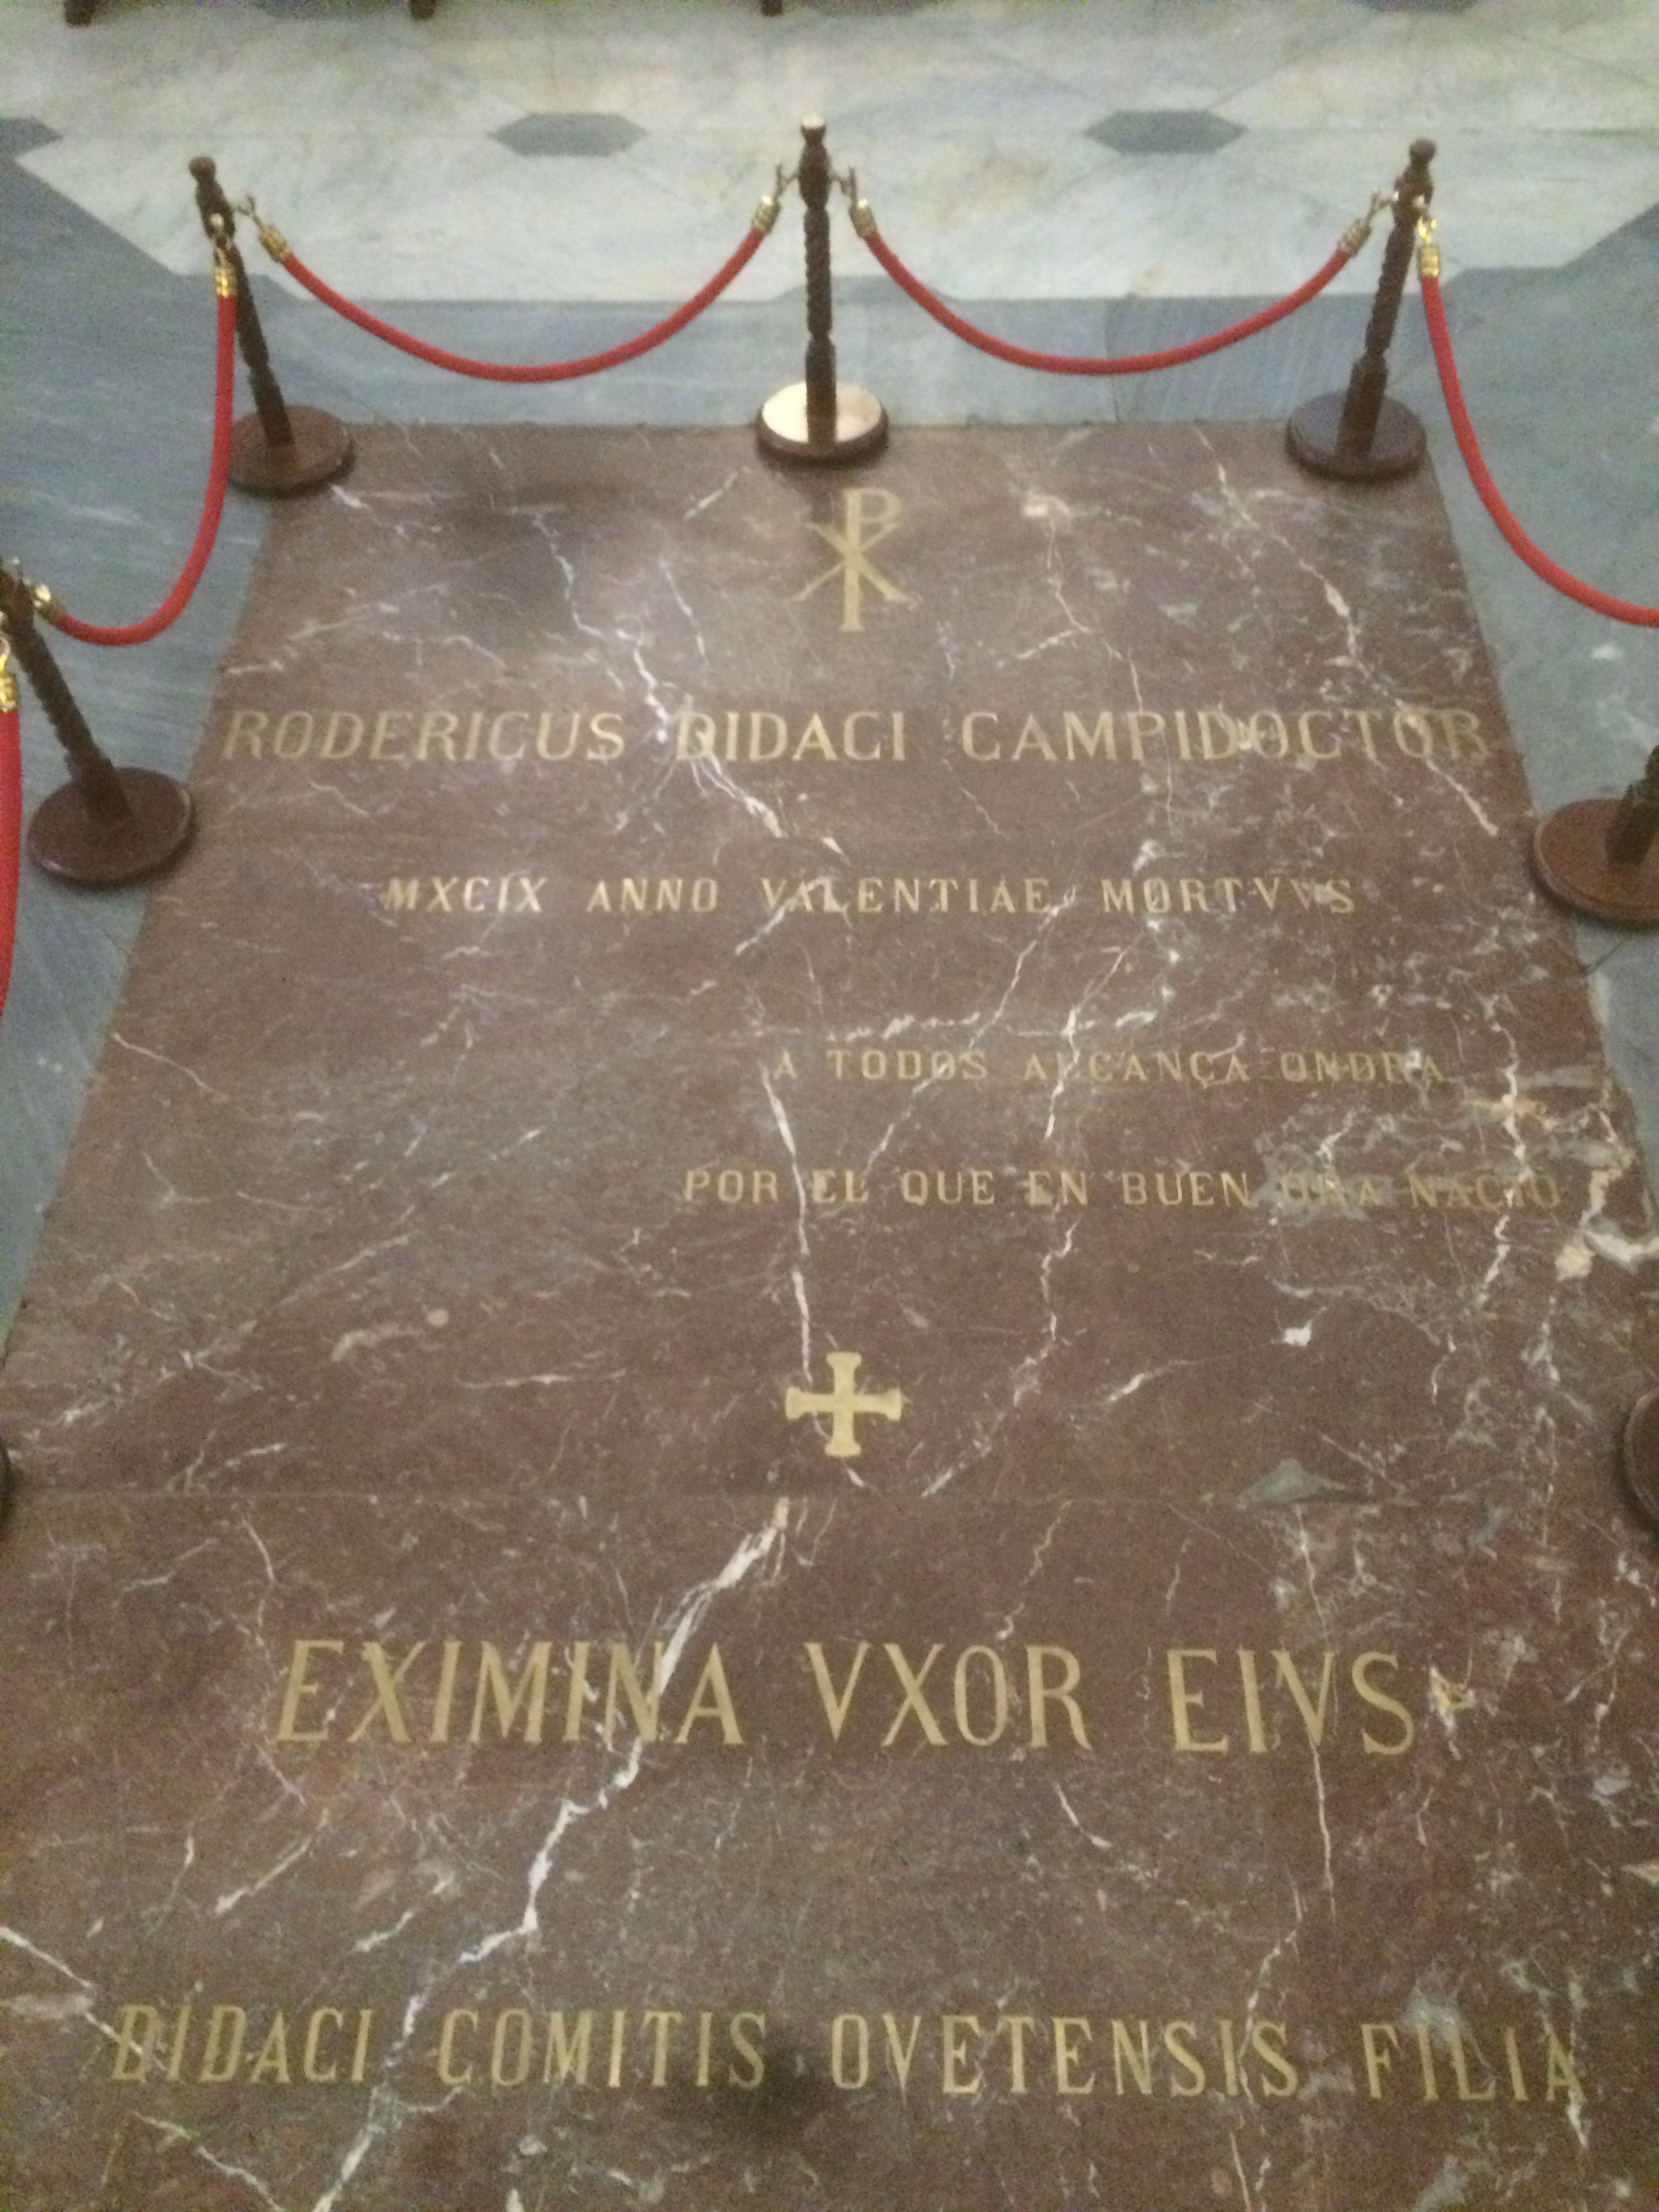 RODERICUS DIDACI CAMPIDOCTOR
MXCIX ANNO VALENTIAE MORTVVS
A TODOS ALCANÇA ONDRA
POR EL QUE EN BUEN ORA NACIO
EXIMINA VXOR EIVS
DIDACI COMITIS OVETENSIS FILIA